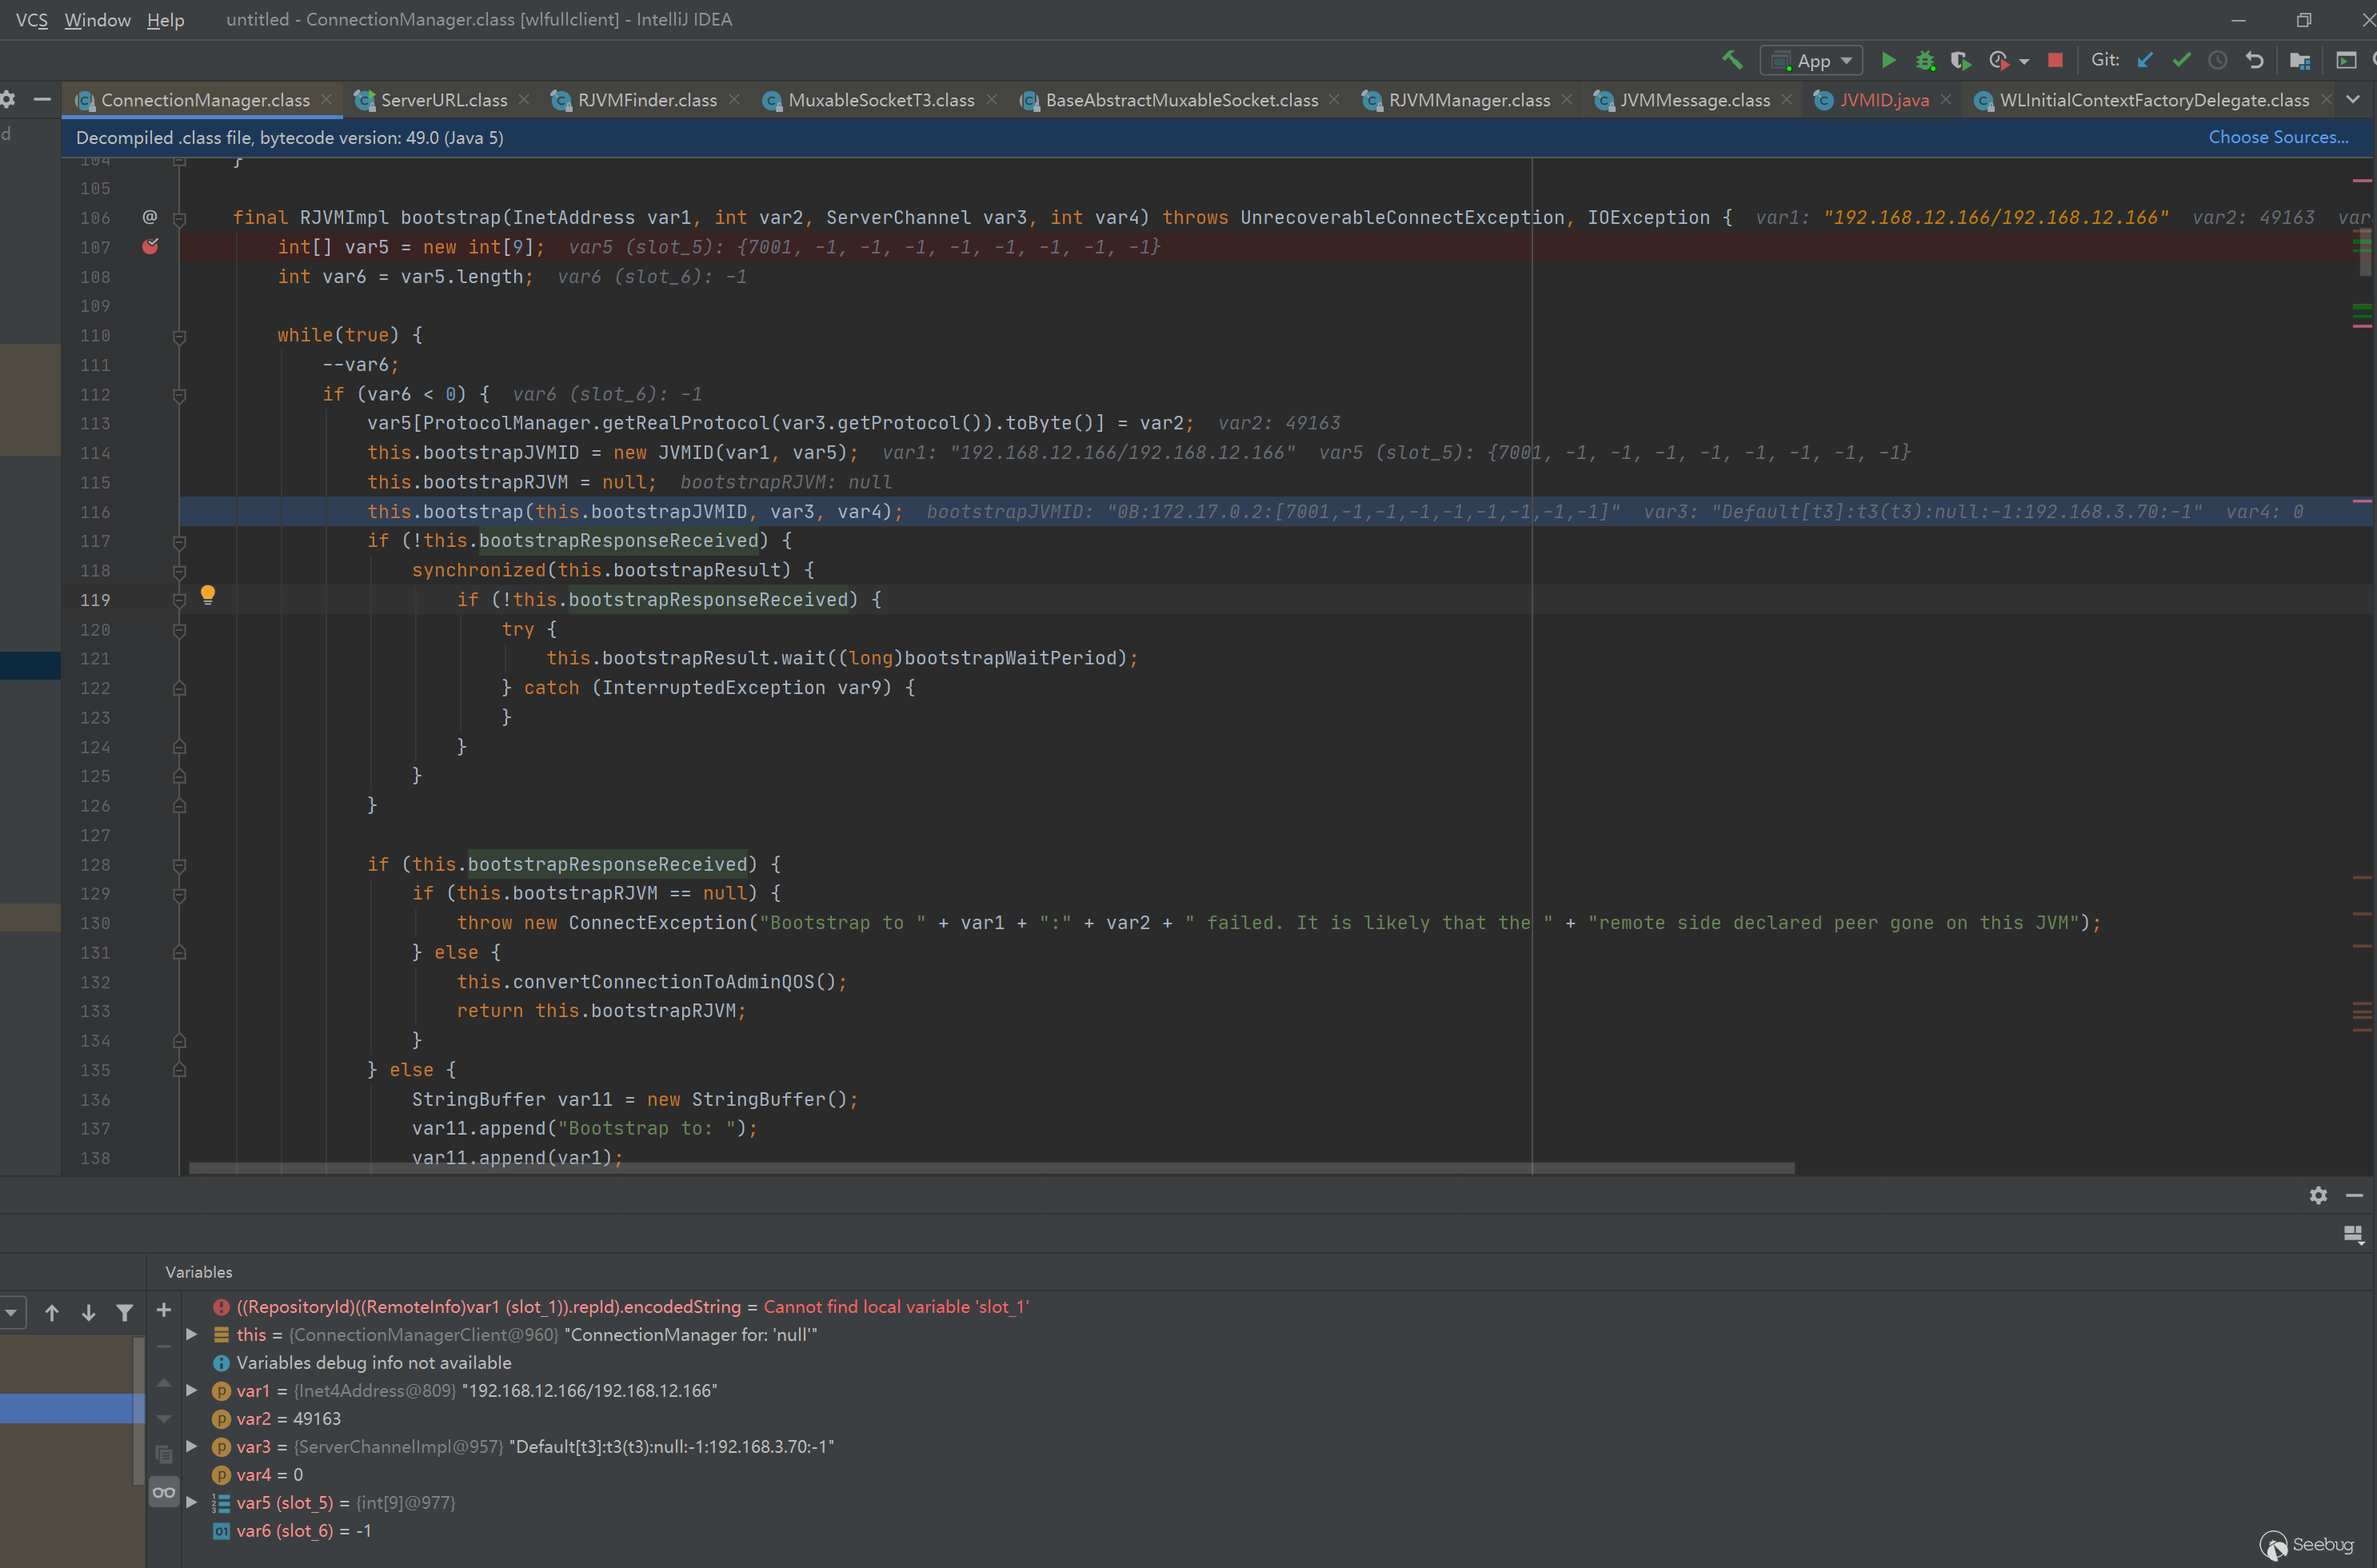 VCS Window Help untitled - ConnectionManager.class [wlfullclient] - IntelliJ IDEA
App Git:
ConnectionManager.class ServerURL.class RJVMFinder.class MuxableSocketT3.class BaseAbstractMuxableSocket.class RJVMManager.class JVMMessage.class JVMID.java WLInitialContextFactoryDelegate.class
d
Decompiled .class file, bytecode version: 49.0 (Java 5) Choose Sources...
104 }
105
106 @ final RJVMImpl bootstrap(InetAddress var1, int var2, ServerChannel var3, int var4) throws UnrecoverableConnectException, IOException { var1: "192.168.12.166/192.168.12.166" var2: 49163 var
107 int[] var5 = new int[9]; var5 (slot_5): {7001, -1, -1, -1, -1, -1, -1, -1, -1}
108 int var6 = var5.length; var6 (slot_6): -1
109
110 while(true) {
111 --var6;
112 if (var6 < 0) { var6 (slot_6): -1
113 var5[ProtocolManager.getRealProtocol(var3.getProtocol()).toByte()] = var2; var2: 49163
114 this.bootstrapJVMID = new JVMID(var1, var5); var1: "192.168.12.166/192.168.12.166" var5 (slot_5): {7001, -1, -1, -1, -1, -1, -1, -1, -1}
115 this.bootstrapRJVM = null; bootstrapRJVM: null
116 this.bootstrap(this.bootstrapJVMID, var3, var4); bootstrapJVMID: "0B:172.17.0.2:[7001,-1,-1,-1,-1,-1,-1,-1,-1]" var3: "Default[t3]:t3(t3):null:-1:192.168.3.70:-1" var4: 0
117 if (!this.bootstrapResponseReceived) {
118 synchronized(this.bootstrapResult) {
119 if (!this.bootstrapResponseReceived) {
120 try {
121 this.bootstrapResult.wait((long)bootstrapWaitPeriod);
122 } catch (InterruptedException var9) {
123 }
124 }
125 }
126 }
127
128 if (this.bootstrapResponseReceived) {
129 if (this.bootstrapRJVM == null) {
130 throw new ConnectException("Bootstrap to " + var1 + ":" + var2 + " failed. It is likely that the " + "remote side declared peer gone on this JVM");
131 } else {
132 this.convertConnectionToAdminQOS();
133 return this.bootstrapRJVM;
134 }
135 } else {
136 StringBuffer var11 = new StringBuffer();
137 var11.append("Bootstrap to: ");
138 var11.append(var1);
Variables
((RepositoryId)((RemoteInfo)var1 (slot_1)).repId).encodedString = Cannot find local variable 'slot_1'
this = {ConnectionManagerClient@960} "ConnectionManager for: 'null'"
Variables debug info not available
var1 = {Inet4Address@809} "192.168.12.166/192.168.12.166"
var2 = 49163
var3 = {ServerChannelImpl@957} "Default[t3]:t3(t3):null:-1:192.168.3.70:-1"
var4 = 0
var5 (slot_5) = {int[9]@977}
var6 (slot_6) = -1
Seebug